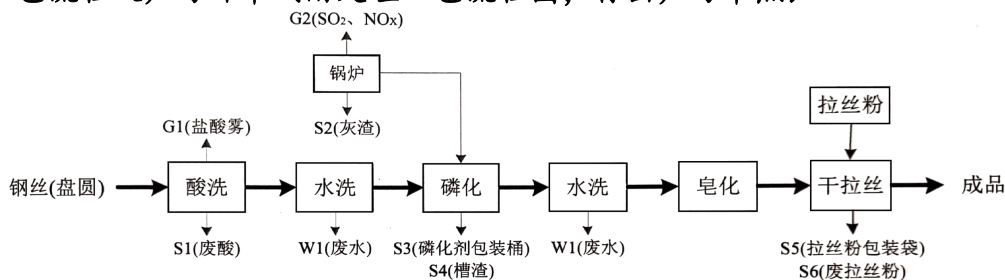 G2(SO₂、NOx)
锅炉
拉丝粉
S2(灰渣)
G1(盐酸雾)
钢丝(盘圆)
酸洗
水洗
磷化
水洗
皂化
干拉丝
成品
S1(废酸)
W1(废水)
S3(磷化剂包装桶)
W1(废水)
S5(拉丝粉包装袋)
S4(槽渣)
S6(废拉丝粉)